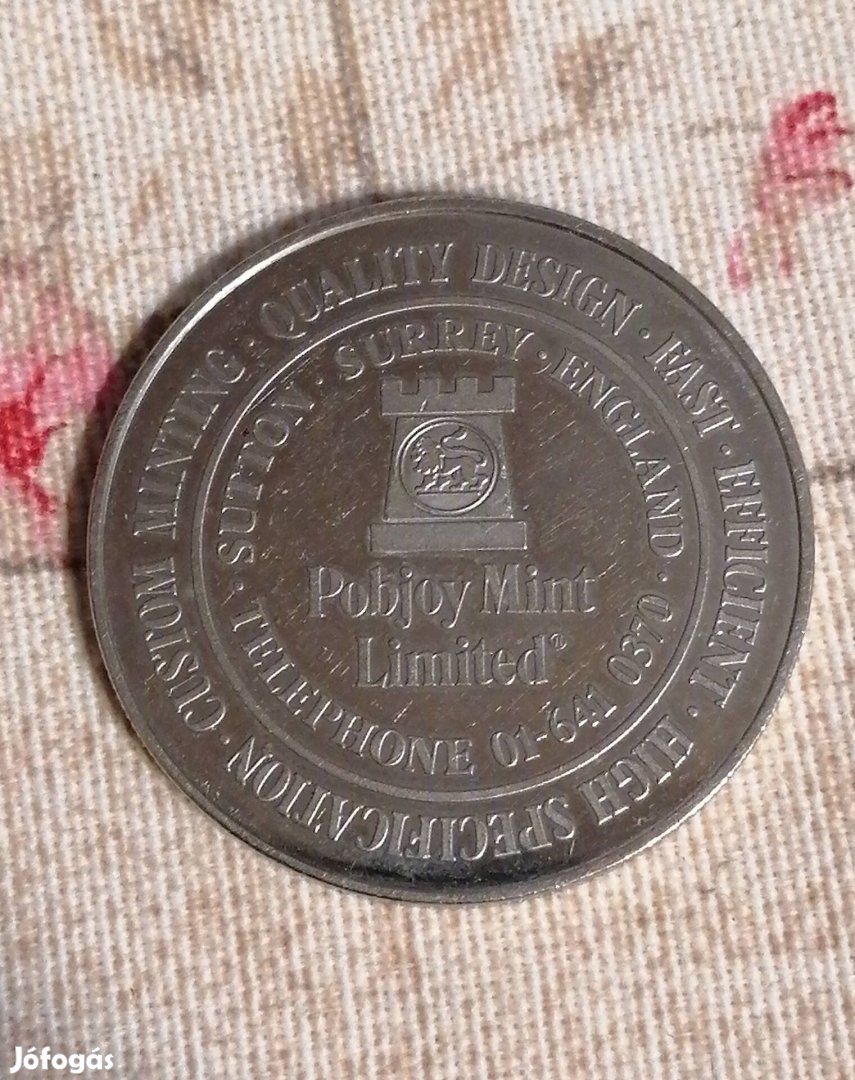 CUSTOM MINTING · QUALITY DESIGN · FAST · EFFICIENT · HIGH SPECIFICATION ·
· SUTTON · SURREY · ENGLAND ·
TELEPHONE 01-641 0370
Pobjoy Mint
Limited®
Jófogás